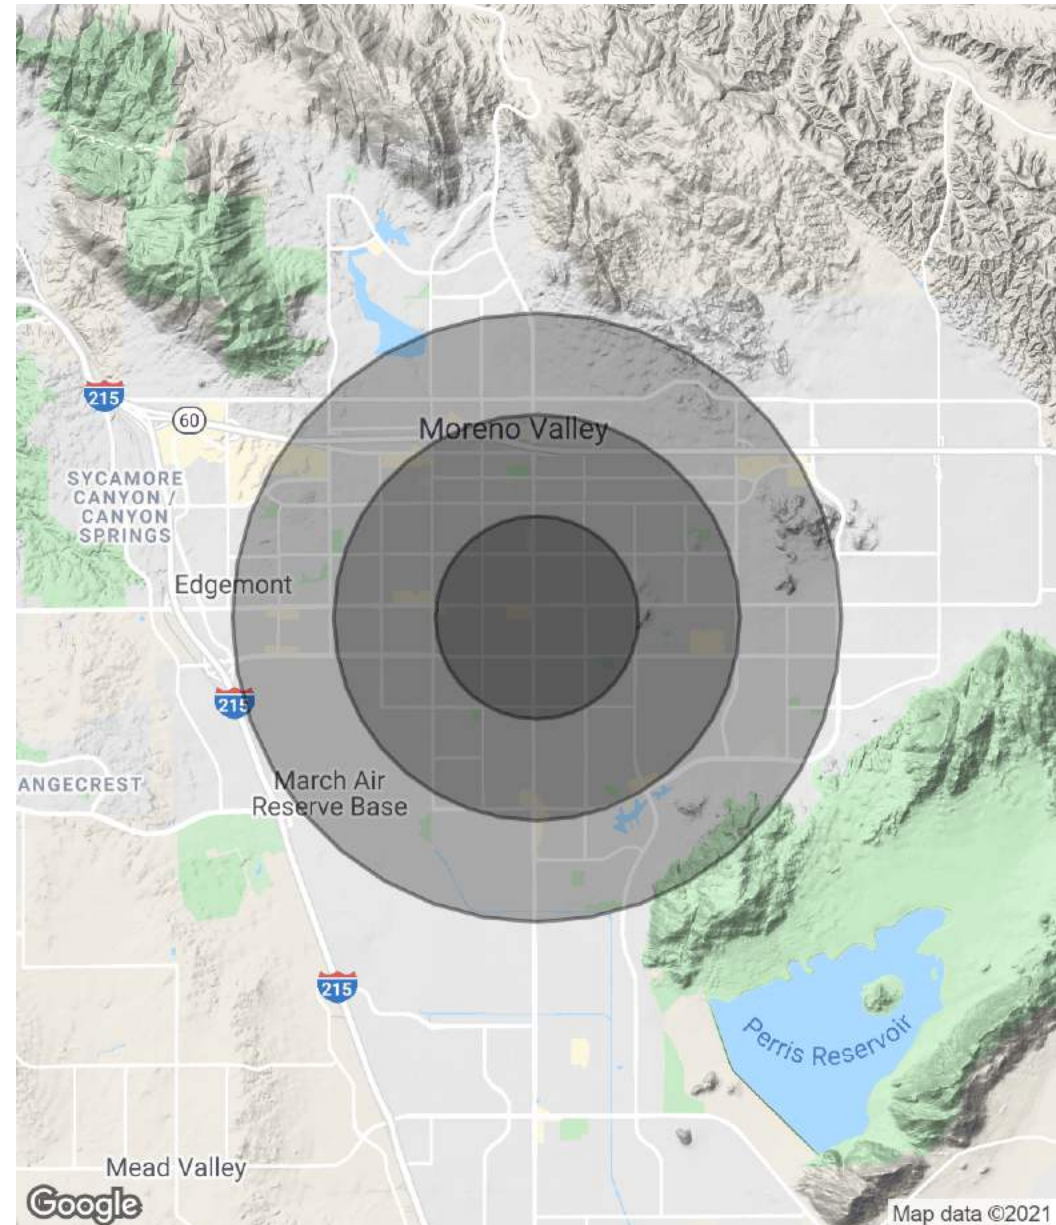 215
60
Moreno Valley
SYCAMORE
CANYON /
CANYON
SPRINGS
Edgemont
215
ANGECREST
March Air
Reserve Base
215
Perris Reservoir
Mead Valley
Google
Map data ©2021